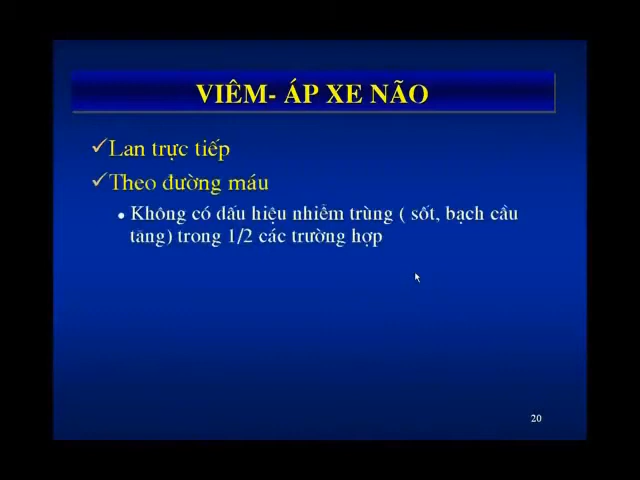 VIÊM- ÁP XE NÃO
Lan trực tiếp
Theo đường máu
Không có dấu hiệu nhiễm trùng ( sốt, bạch cầu
tăng) trong 1/2 các trường hợp
20